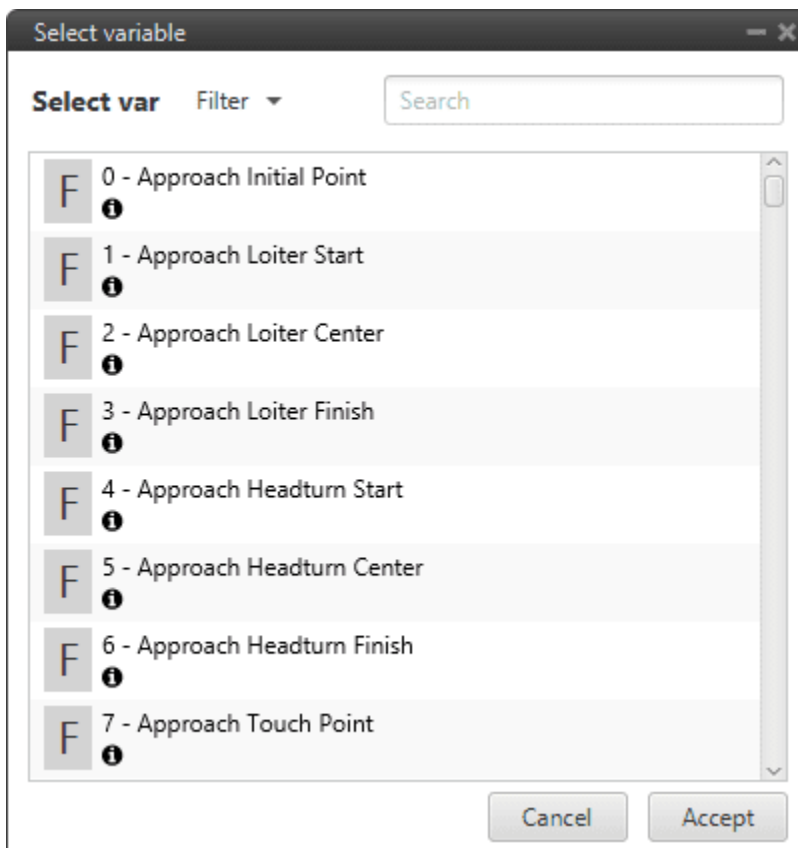 Select variable
Select var Filter Search
F 0 - Approach Initial Point
F 1 - Approach Loiter Start
F 2 - Approach Loiter Center
F 3 - Approach Loiter Finish
F 4 - Approach Headturn Start
F 5 - Approach Headturn Center
F 6 - Approach Headturn Finish
F 7 - Approach Touch Point
Cancel Accept